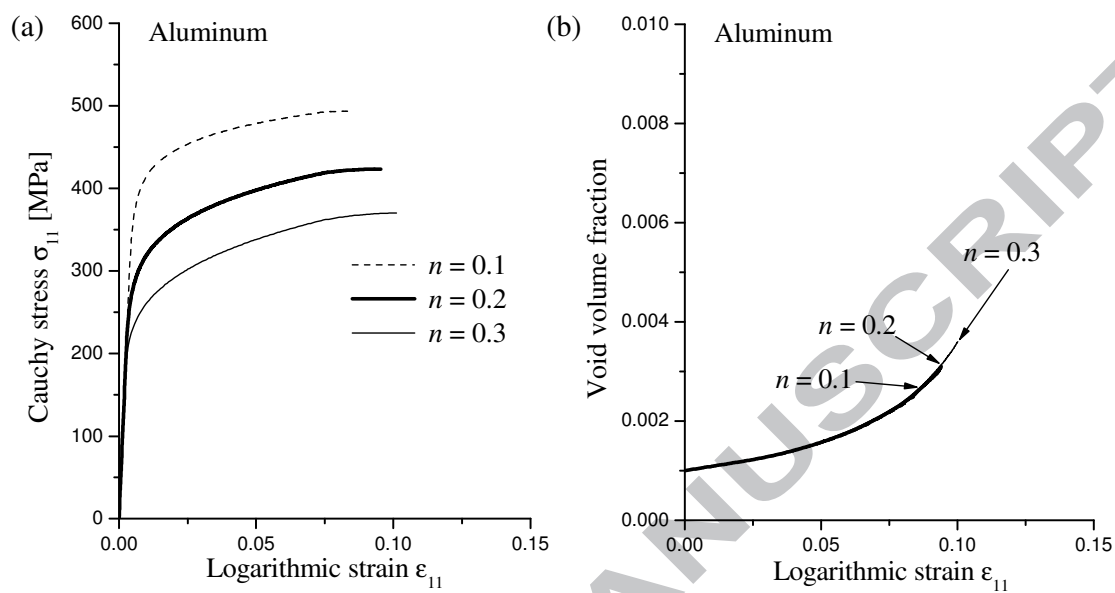 (a)
Aluminum
600
500
400
300
200
100
0
0.00
0.05
0.10
0.15
Cauchy stress σ₁₁ [MPa]
Logarithmic strain ε₁₁
n = 0.1
n = 0.2
n = 0.3
(b)
Aluminum
0.010
0.008
0.006
0.004
0.002
0.000
0.00
0.05
0.10
0.15
Void volume fraction
Logarithmic strain ε₁₁
n = 0.3
n = 0.2
n = 0.1
ANUSCRIPT